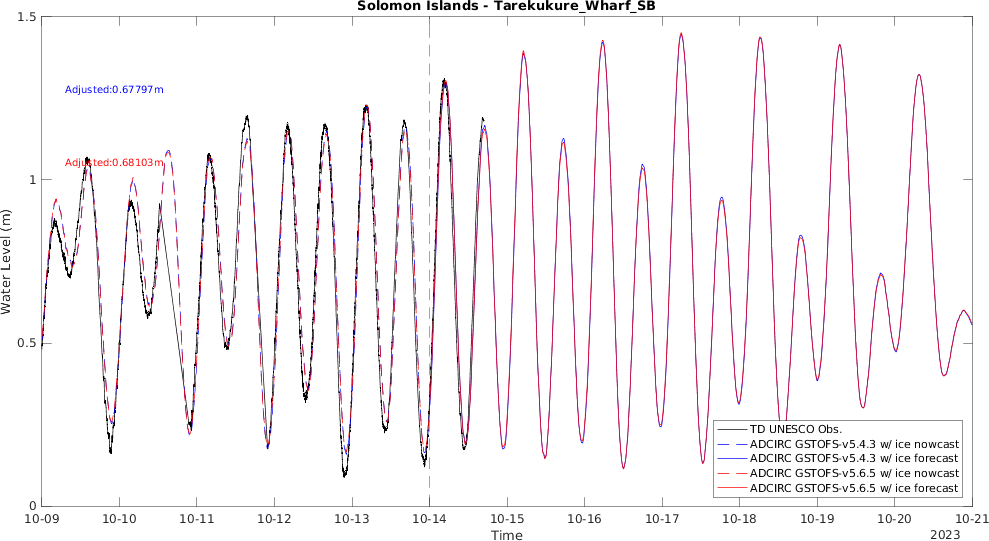 Solomon Islands - Tarekukure_Wharf_SB
1.5
Adjusted:0.67797m
Adjusted:0.68103m
1
Water Level (m)
0.5
TD UNESCO Obs.
ADCIRC GSTOFS-v5.4.3 w/ ice nowcast
ADCIRC GSTOFS-v5.4.3 w/ ice forecast
ADCIRC GSTOFS-v5.6.5 w/ ice nowcast
ADCIRC GSTOFS-v5.6.5 w/ ice forecast
0
10-09 10-10 10-11 10-12 10-13 10-14 10-15 10-16 10-17 10-18 10-19 10-20 10-21
Time
2023